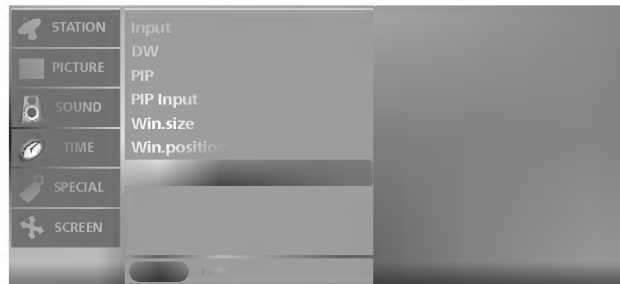 STATION
PICTURE
SOUND
TIME
SPECIAL
SCREEN
Input
DW
PIP
PIP Input
Win.size
Win.position